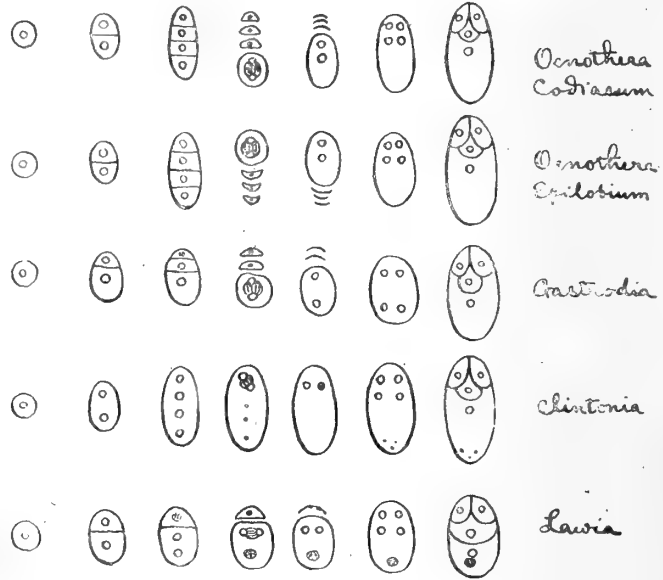 Oenothera
Codiaeum
Oenothera
Epilobium
Gastrodia
Clintonia
Lawia